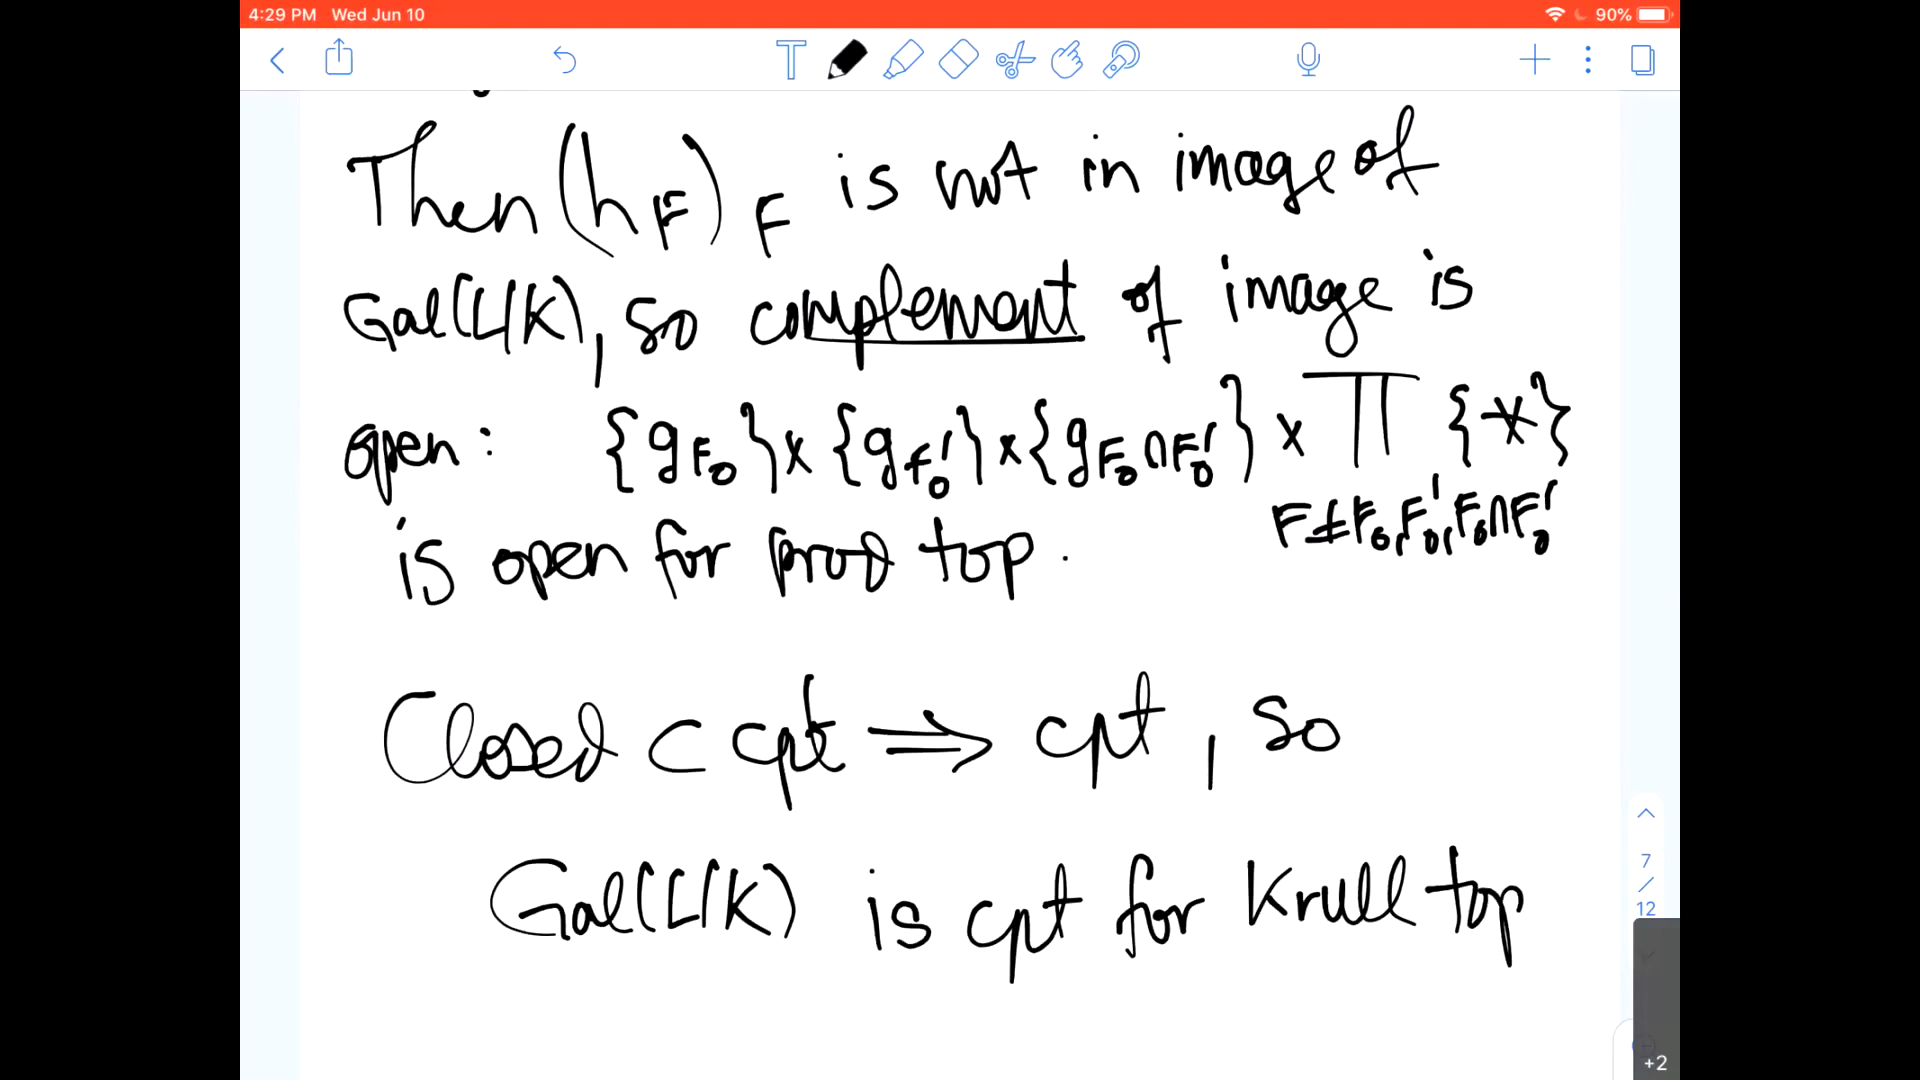 4:29 PM Wed Jun 10
90%
Then (h_F)_F is not in image of
Gal(L/K), so complement of image is
open: {g_{F_0}} x {g_{F_0'}} x {g_{F_0∩F_0'}} x ∏ {*}
F≠F_0, F_0', F_0∩F_0'
is open for prod top.
Closed ⊂ cpt ⇒ cpt, so
Gal(L/K) is cpt for Krull top
7
/
12
+2